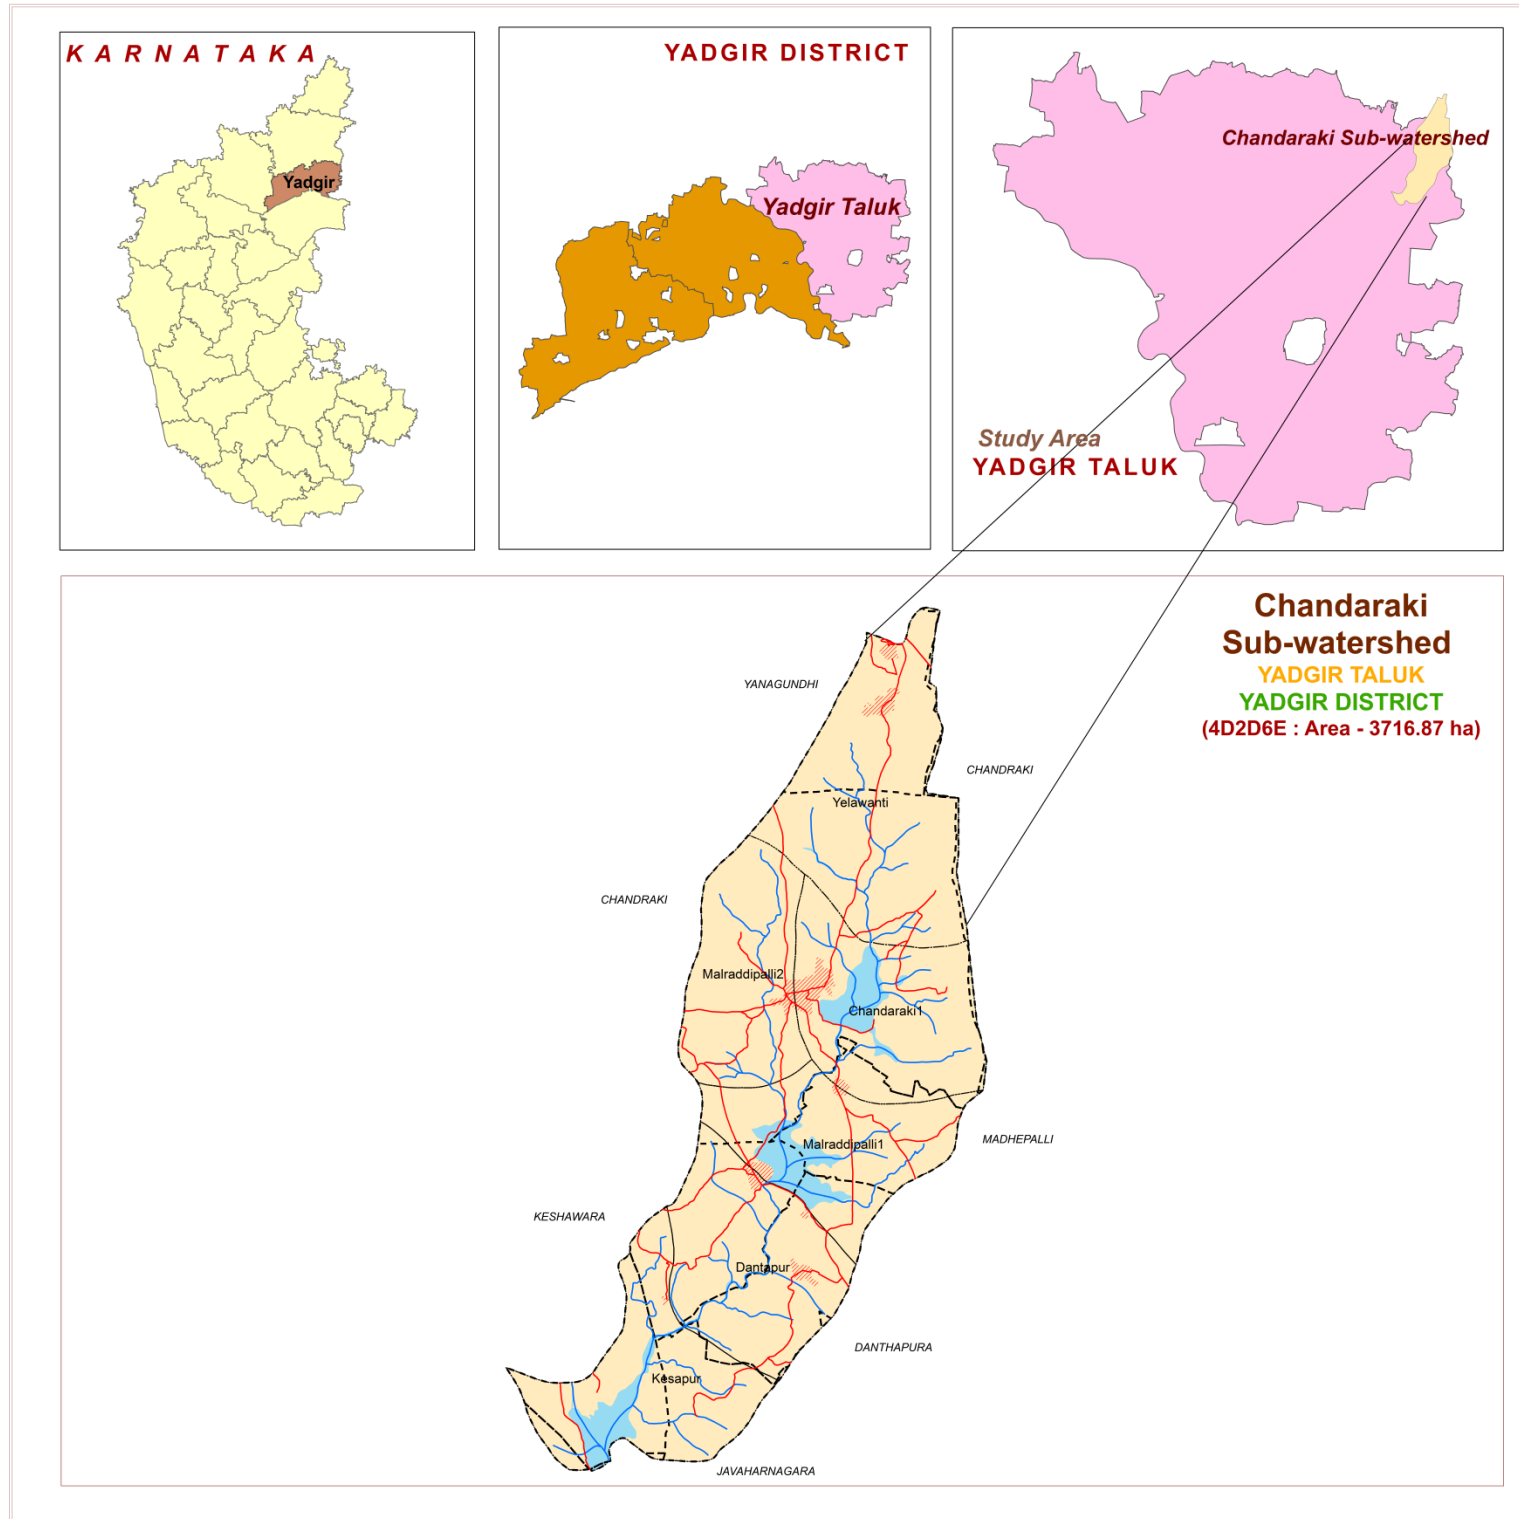 K A R N A T A K A
Yadgir
YADGIR DISTRICT
Yadgir Taluk
Chandaraki Sub-watershed
Study Area
YADGIR TALUK
Chandaraki
Sub-watershed
YADGIR TALUK
YADGIR DISTRICT
(4D2D6E : Area - 3716.87 ha)
YANAGUNDHI
CHANDRAKI
Yelawanti
CHANDRAKI
Malraddipalli2
Chandaraki1
MADHEPALLI
Malraddipalli1
KESHAWARA
Dantapur
DANTHAPURA
Kesapur
JAVAHARNAGARA